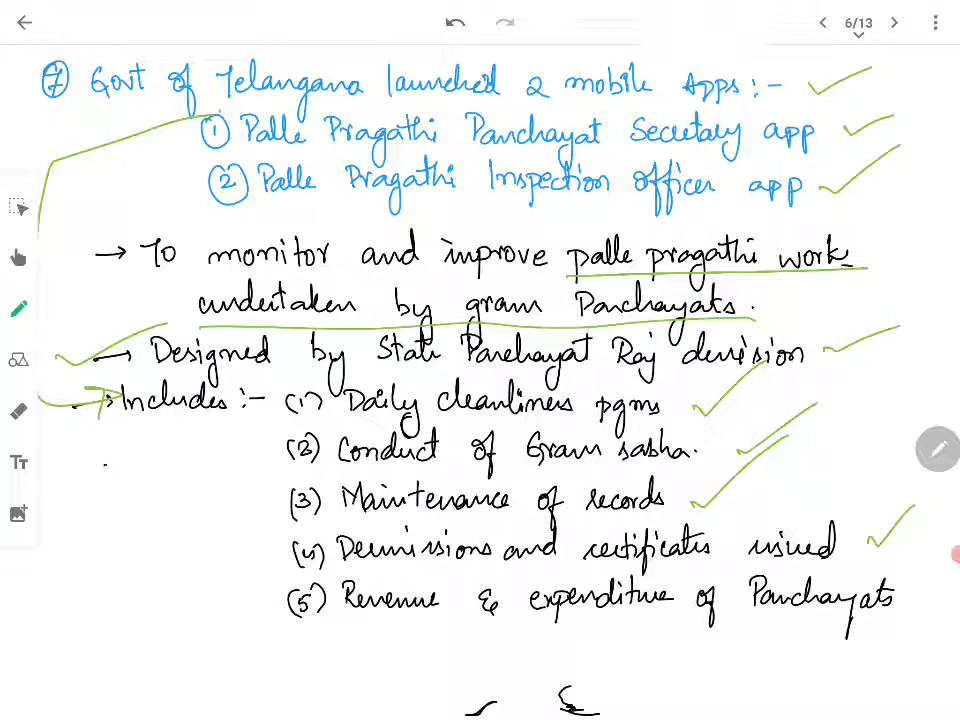 6/13
⑦ Govt of Telangana launched 2 mobile Apps :-
① Palle Pragathi Panchayat Secretary app
② Palle Pragathi Inspection officer app
→ To monitor and improve palle pragathi work
undertaken by gram Panchayats.
→ Designed by State Panchayat Raj division
→ Includes :- (1) Daily cleanliness pgms
(2) Conduct of Gram sabha.
(3) Maintenance of records
(4) Permissions and certificates issued
(5) Revenue & expenditure of Panchayats
Tт